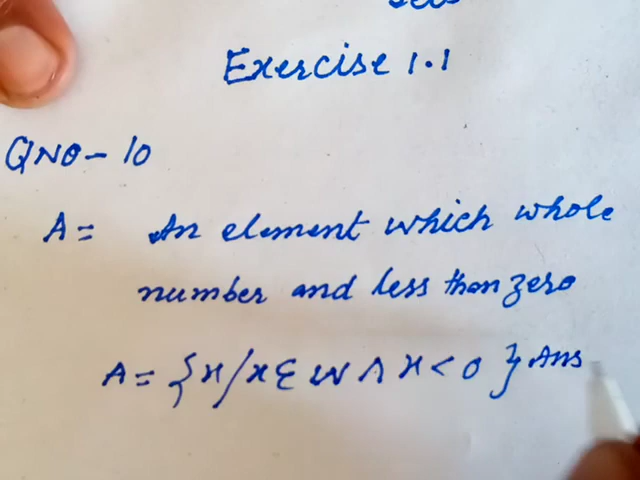 Exercise 1.1
QNO - 10
A = An element which whole
number and less than zero
A = {x/x ∈ W ∧ x < 0} Ans